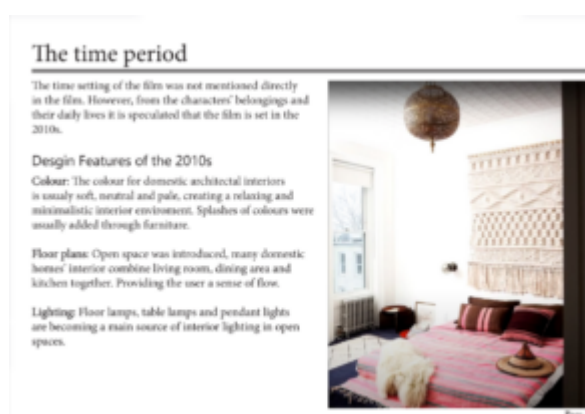 The time period
The time setting of the film was not mentioned directly
in the film. However, from the characters' belongings and
their daily lives it is speculated that the film is set in the
2010s.
Desgin Features of the 2010s
Colour: The colour for domestic architectal interiors
is usualy soft, neutral and pale, creating a relaxing and
minimalistic interior enviroment. Splashes of colours were
usually added through furniture.
Floor plans: Open space was introduced, many domestic
homes' interior combine living room, dining area and
kitchen together. Providing the user a sense of flow.
Lighting: Floor lamps, table lamps and pendant lights
are becoming a main source of interior lighting in open
spaces.